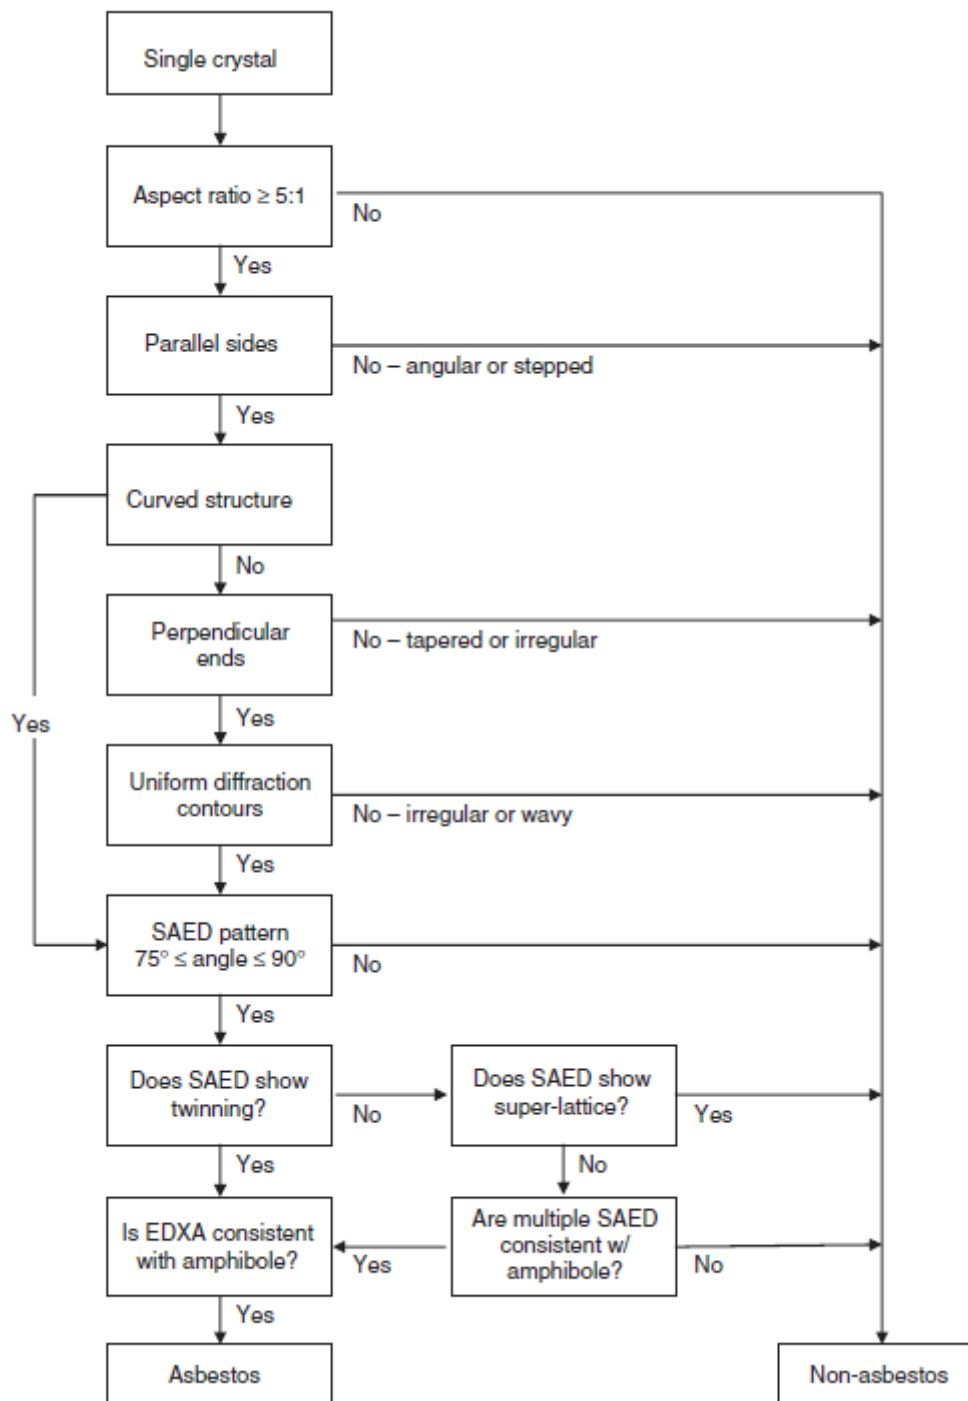 Single crystal
Aspect ratio ≥ 5:1
No
Yes
Parallel sides
No – angular or stepped
Yes
Curved structure
No
Perpendicular
ends
No – tapered or irregular
Yes
Yes
Uniform diffraction
contours
No – irregular or wavy
Yes
SAED pattern
75° ≤ angle ≤ 90°
No
Yes
Does SAED show
twinning?
No
Does SAED show
super-lattice?
Yes
Yes
No
Is EDXA consistent
with amphibole?
Yes
Are multiple SAED
consistent w/
amphibole?
No
Yes
Asbestos
Non-asbestos